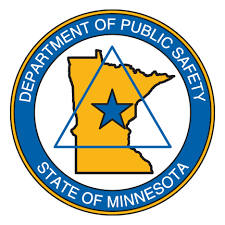 DEPARTMENT OF PUBLIC SAFETY
STATE OF MINNESOTA